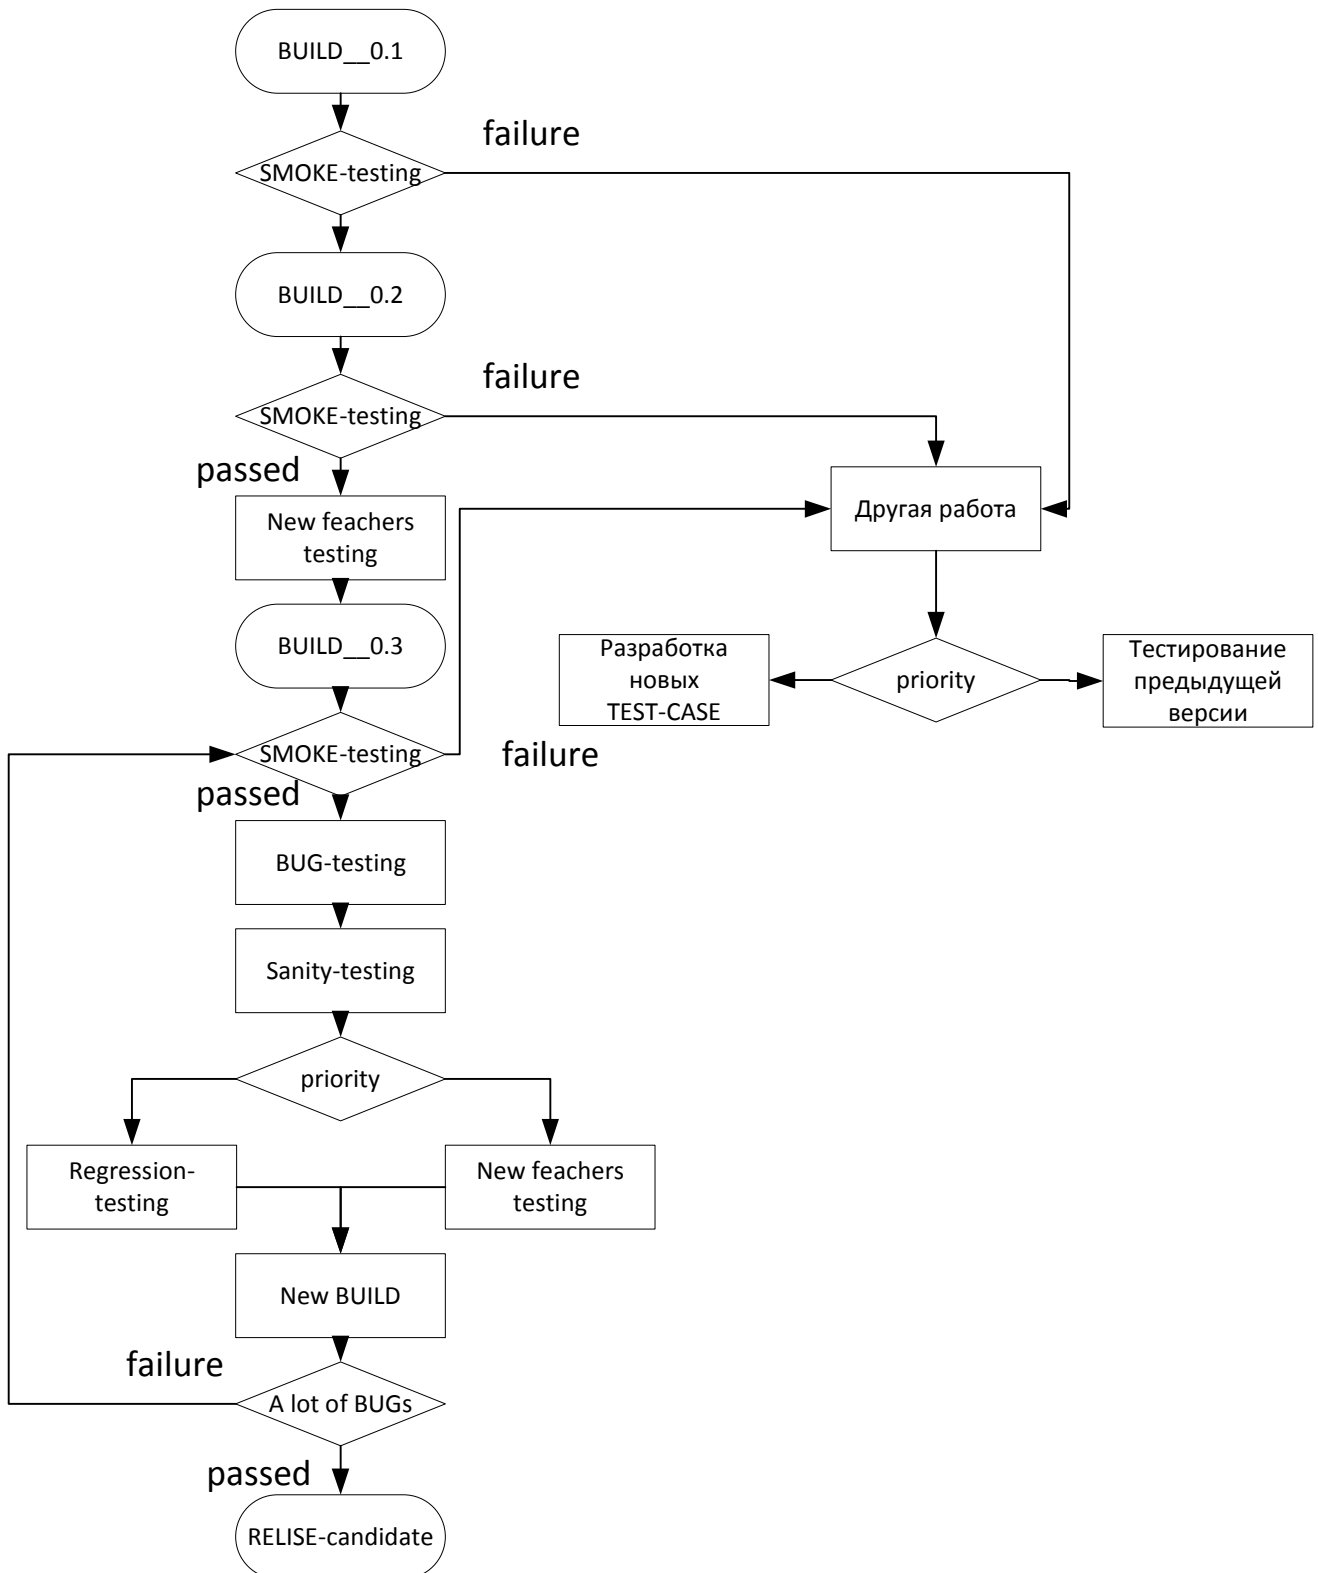 BUILD__0.1
failure
SMOKE-testing
BUILD__0.2
failure
SMOKE-testing
passed
New feachers
testing
Другая работа
BUILD__0.3
Разработка
новых
TEST-CASE
priority
Тестирование
предыдущей
версии
SMOKE-testing
failure
passed
BUG-testing
Sanity-testing
priority
Regression-
testing
New feachers
testing
New BUILD
failure
A lot of BUGs
passed
RELISE-candidate